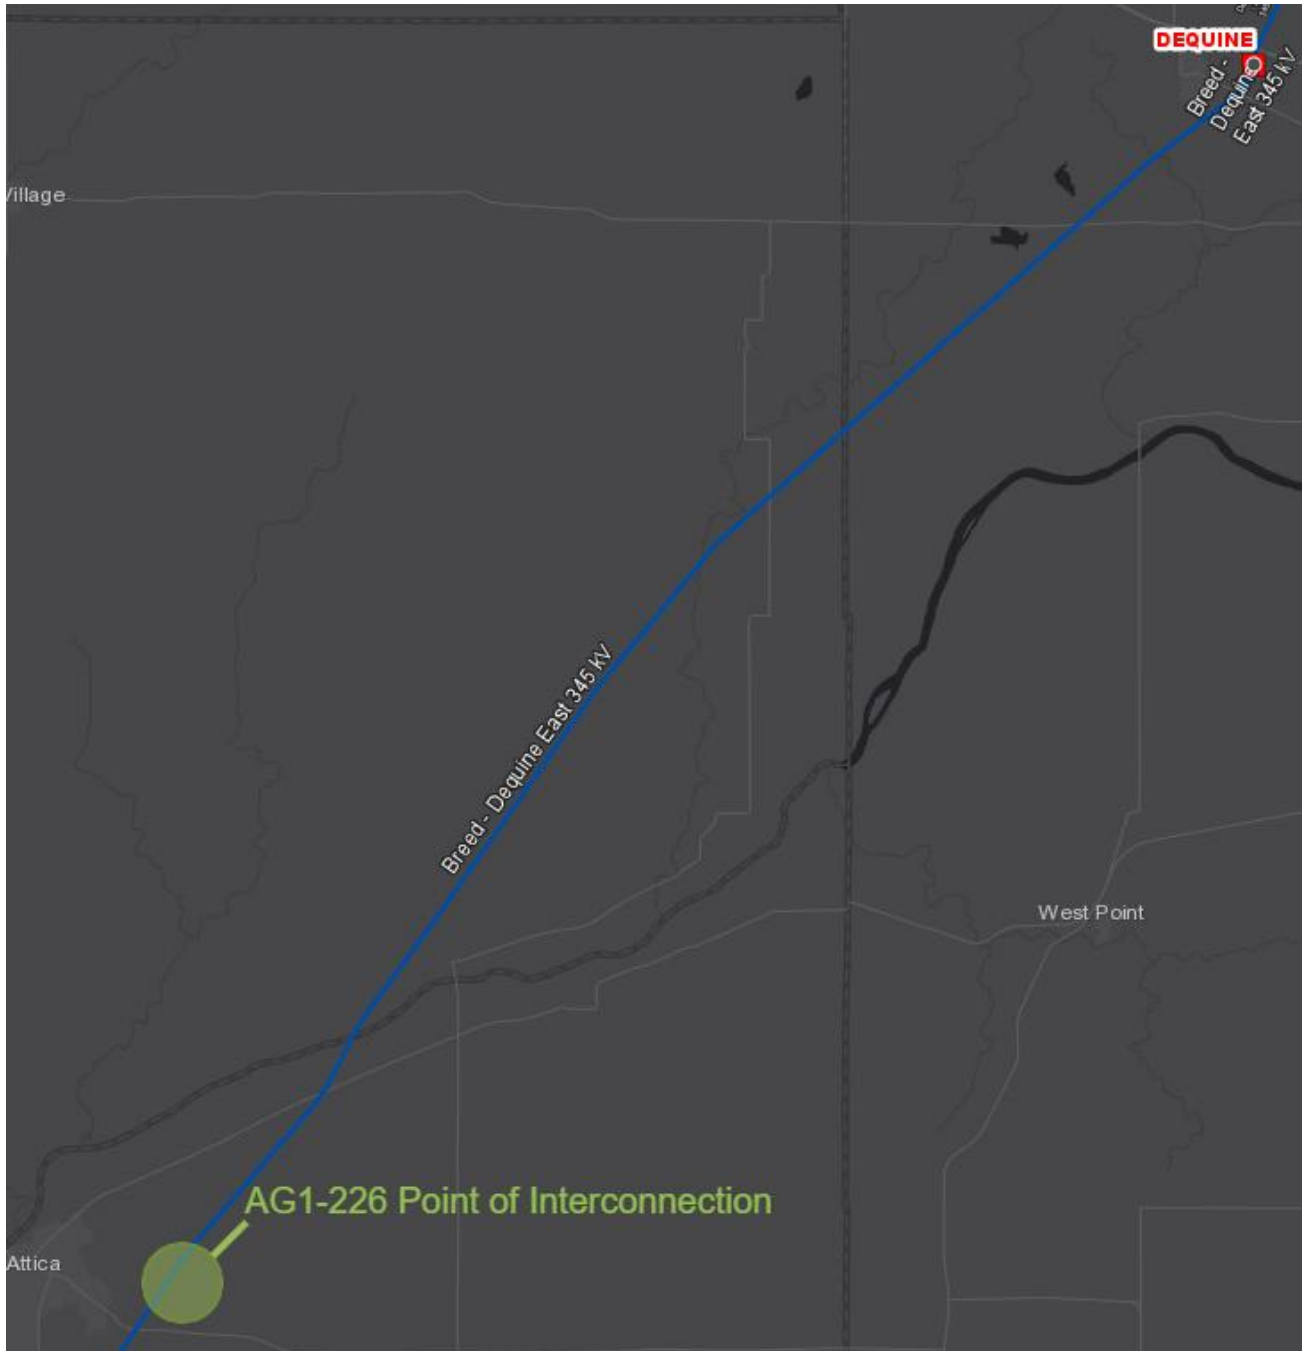 DEQUINE
Breed -
Dequine
East 345 kV
Village
Breed - Dequine East 345 kV
West Point
AG1-226 Point of Interconnection
Attica